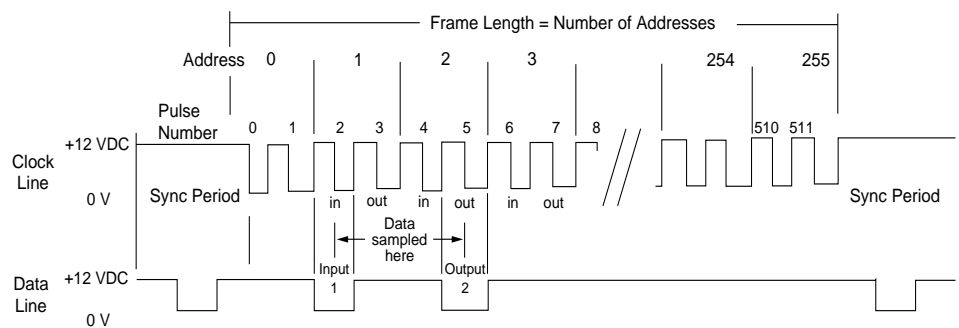 Frame Length = Number of Addresses
Address 0 1 2 3 254 255
Pulse
Number
0 1 2 3 4 5 6 7 8 510 511
Clock
Line
+12 VDC
0 V
Sync Period
in out in out in out
Sync Period
Data
sampled
here
Input
1
Output
2
Data
Line
+12 VDC
0 V